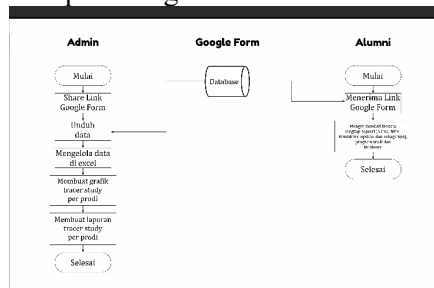 Admin
Google Form
Alumni
Mulai
Share Link
Google Form
Unduh
data
Mengelola data
di excel
Membuat grafik
tracer study
per prodi
Membuat laporan
tracer study
per prodi
Selesai
Database
Mulai
Menerima Link
Google Form
Selesai